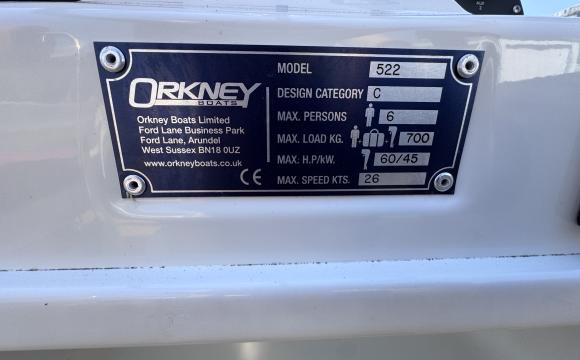 ORKNEY
BOATS
Orkney Boats Limited
Ford Lane Business Park
Ford Lane, Arundel
West Sussex BN18 0UZ
www.orkneyboats.co.uk
CE
MODEL 522
DESIGN CATEGORY C
MAX. PERSONS 6
MAX. LOAD KG. 700
MAX. H.P/kW. 60/45
MAX. SPEED KTS. 26